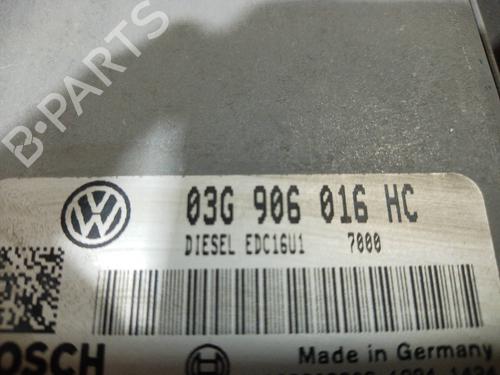 B-PARTS
03G 906 016 HC
DIESEL EDC16U1 7000
BOSCH
Made in Germany